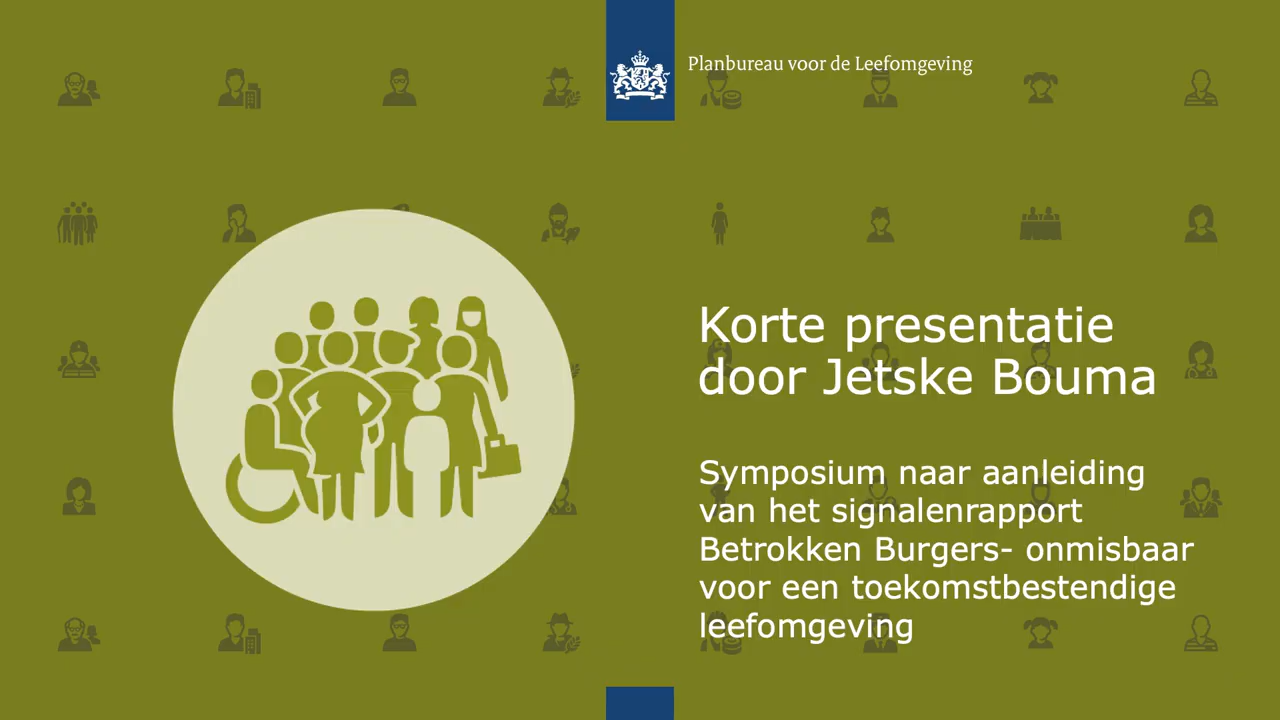 Planbureau voor de Leefomgeving
Korte presentatie
door Jetske Bouma
Symposium naar aanleiding
van het signalenrapport
Betrokken Burgers- onmisbaar
voor een toekomstbestendige
leefomgeving